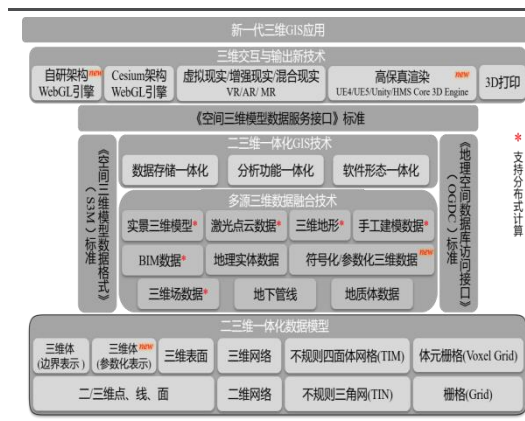 新一代三维GIS应用
三维交互与输出新技术
自研架构new
WebGL引擎
Cesium架构
WebGL引擎
虚拟现实/增强现实/混合现实
VR/AR/ MR
高保真渲染 new
UE4/UE5/Unity/HMS Core 3D Engine
3D打印
《空间三维模型数据服务接口》标准
《空间三维模型数据格式》
（S3M）标准
二三维一体化GIS技术
数据存储一体化 分析功能一体化 软件形态一体化
多源三维数据融合技术
实景三维模型* 激光点云数据* 三维地形* 手工建模数据*
BIM数据* 地理实体数据 符号化/参数化三维数据new
三维场数据* 地下管线 地质体数据
《地理空间数据库访问接口》
（OGDC）标准
* 支持分布式计算
二三维一体化数据模型
三维体
(边界表示)
三维体new
(参数化表示)
三维表面 三维网络 不规则四面体网格(TIM) 体元栅格(Voxel Grid)
二/三维点、线、面 二维网络 不规则三角网(TIN) 栅格(Grid)